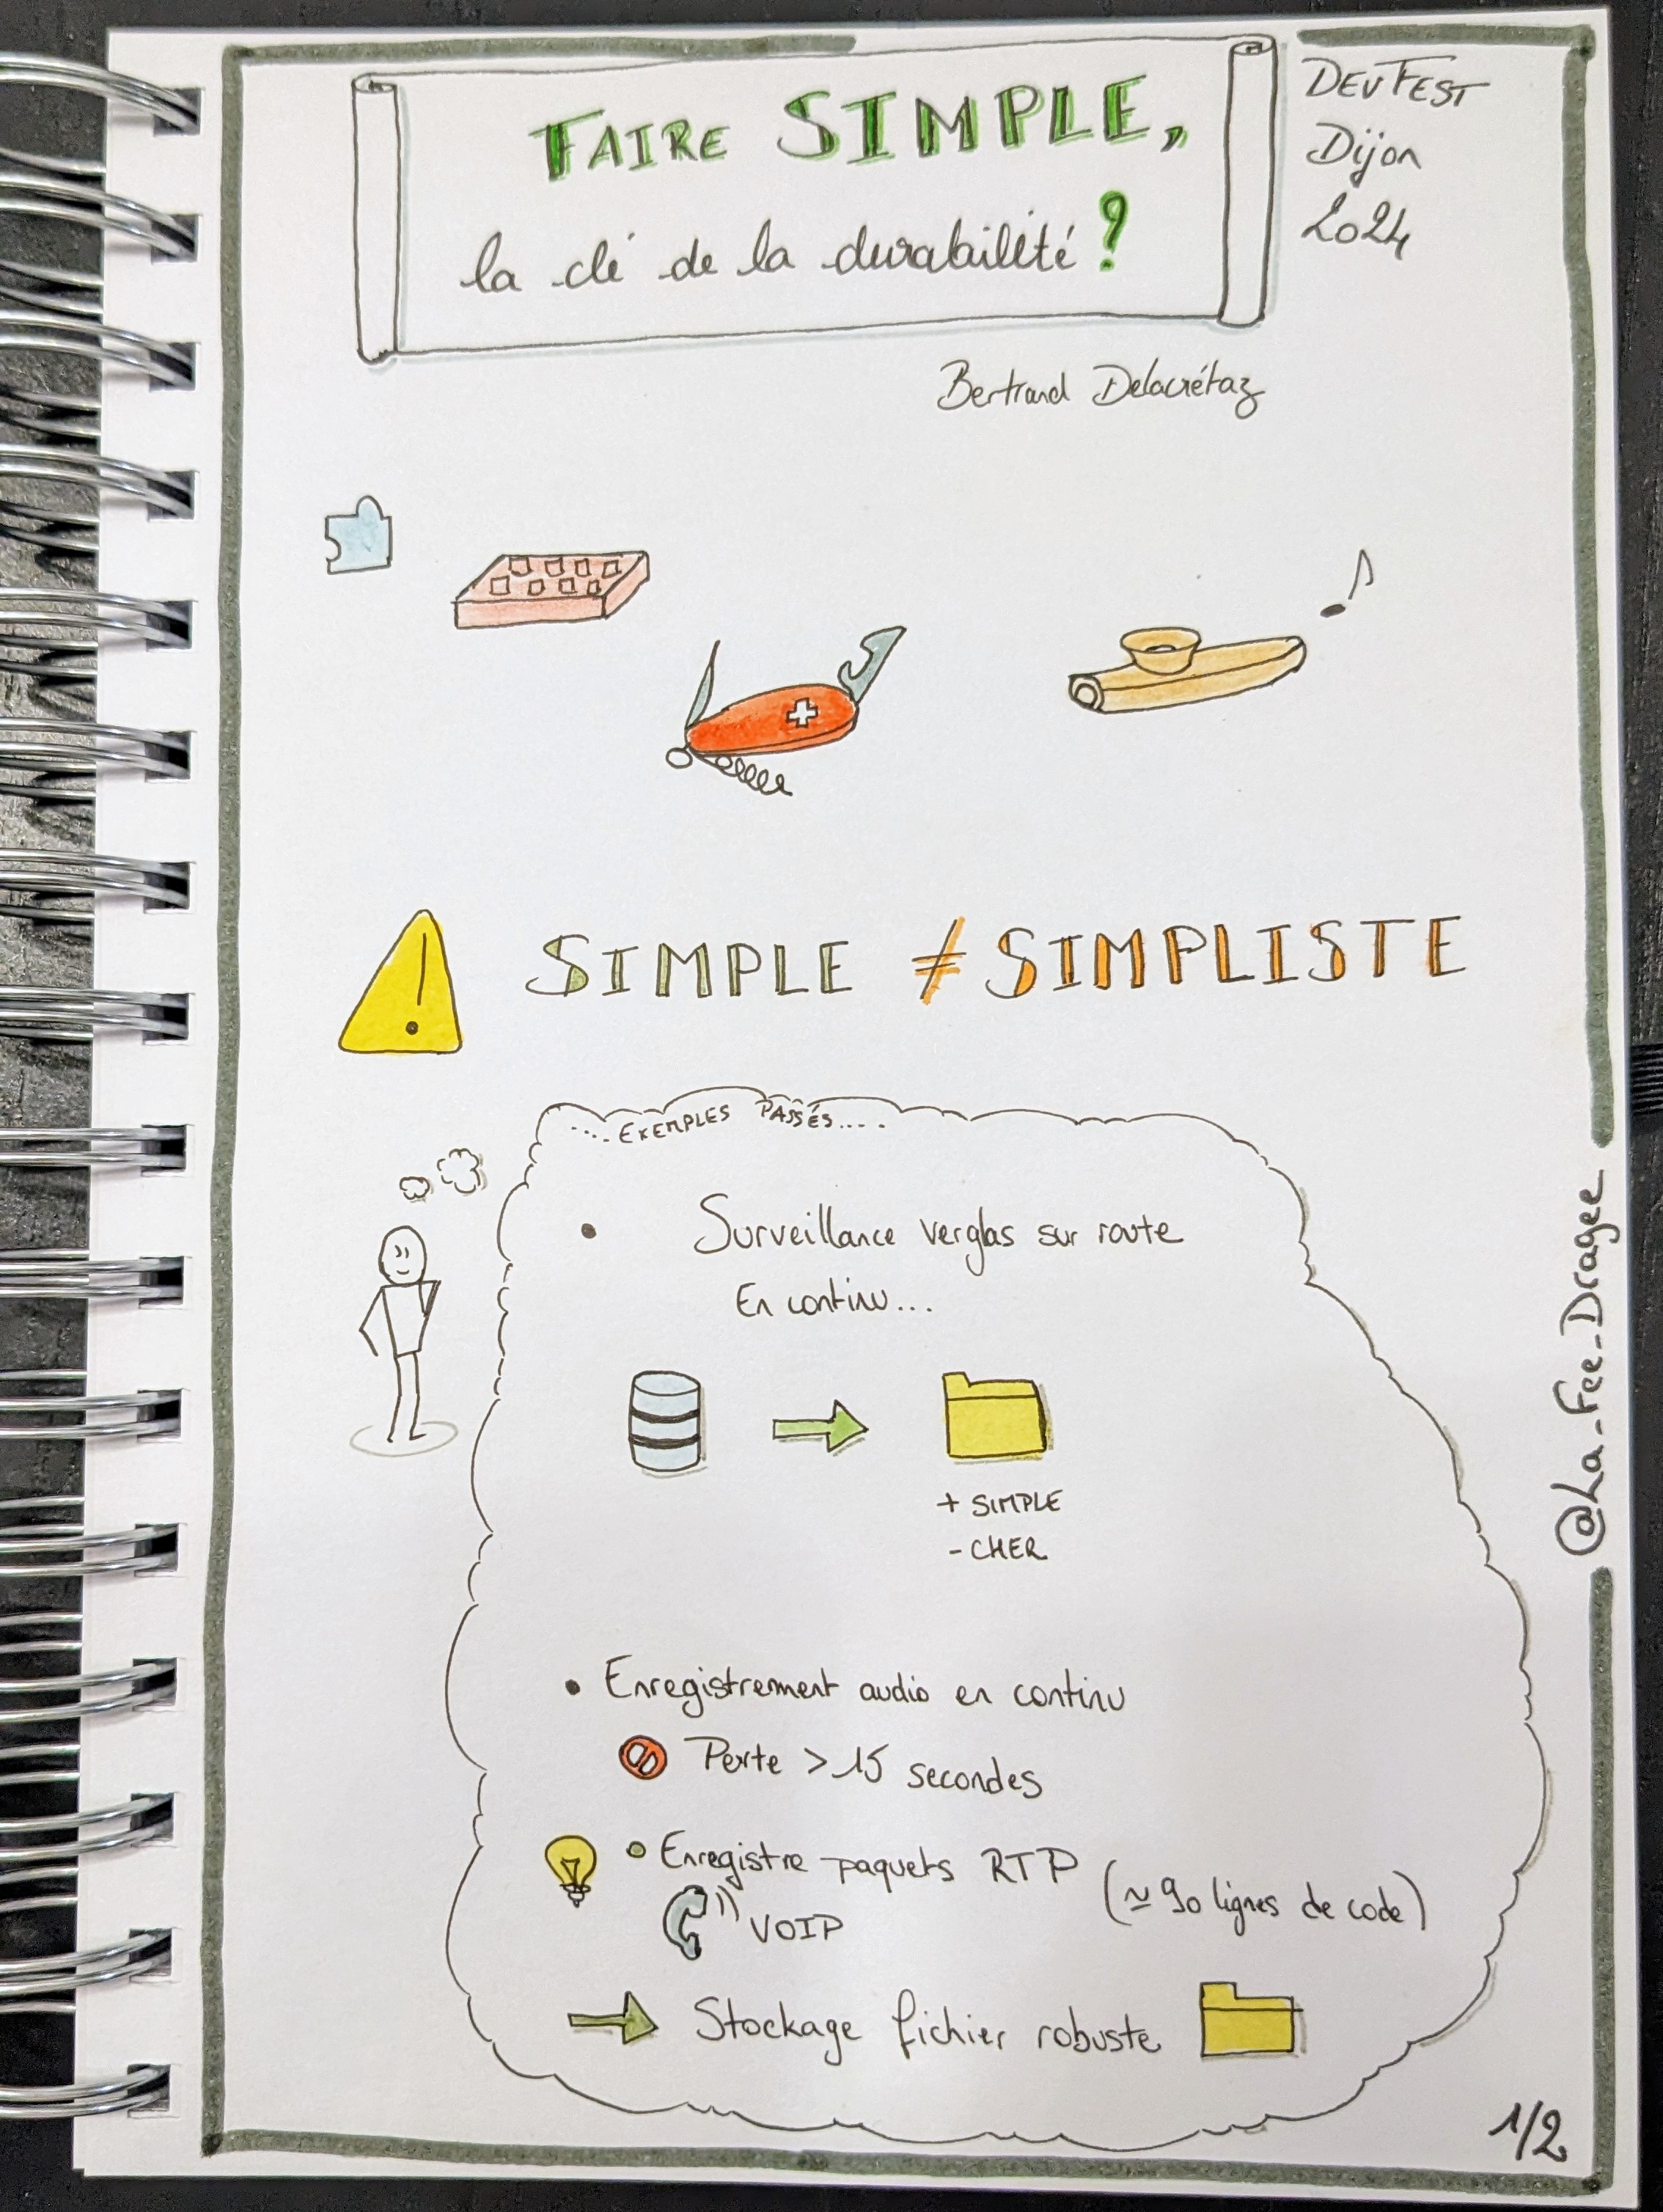 FAIRE SIMPLE,
la clé de la durabilité ?
DEVFEST
Dijon
2024
Bertrand Delacrétaz
SIMPLE ≠ SIMPLISTE
.... EXEMPLES PASSÉS....
• Surveillance verglas sur route
En continu...
+ SIMPLE
- CHER
• Enregistrement audio en continu
Perte > 15 secondes
• Enregistre paquets RTP (≃ 90 lignes de code)
VOIP
Stockage fichier robuste
@La_Fee_Dragee
1/2